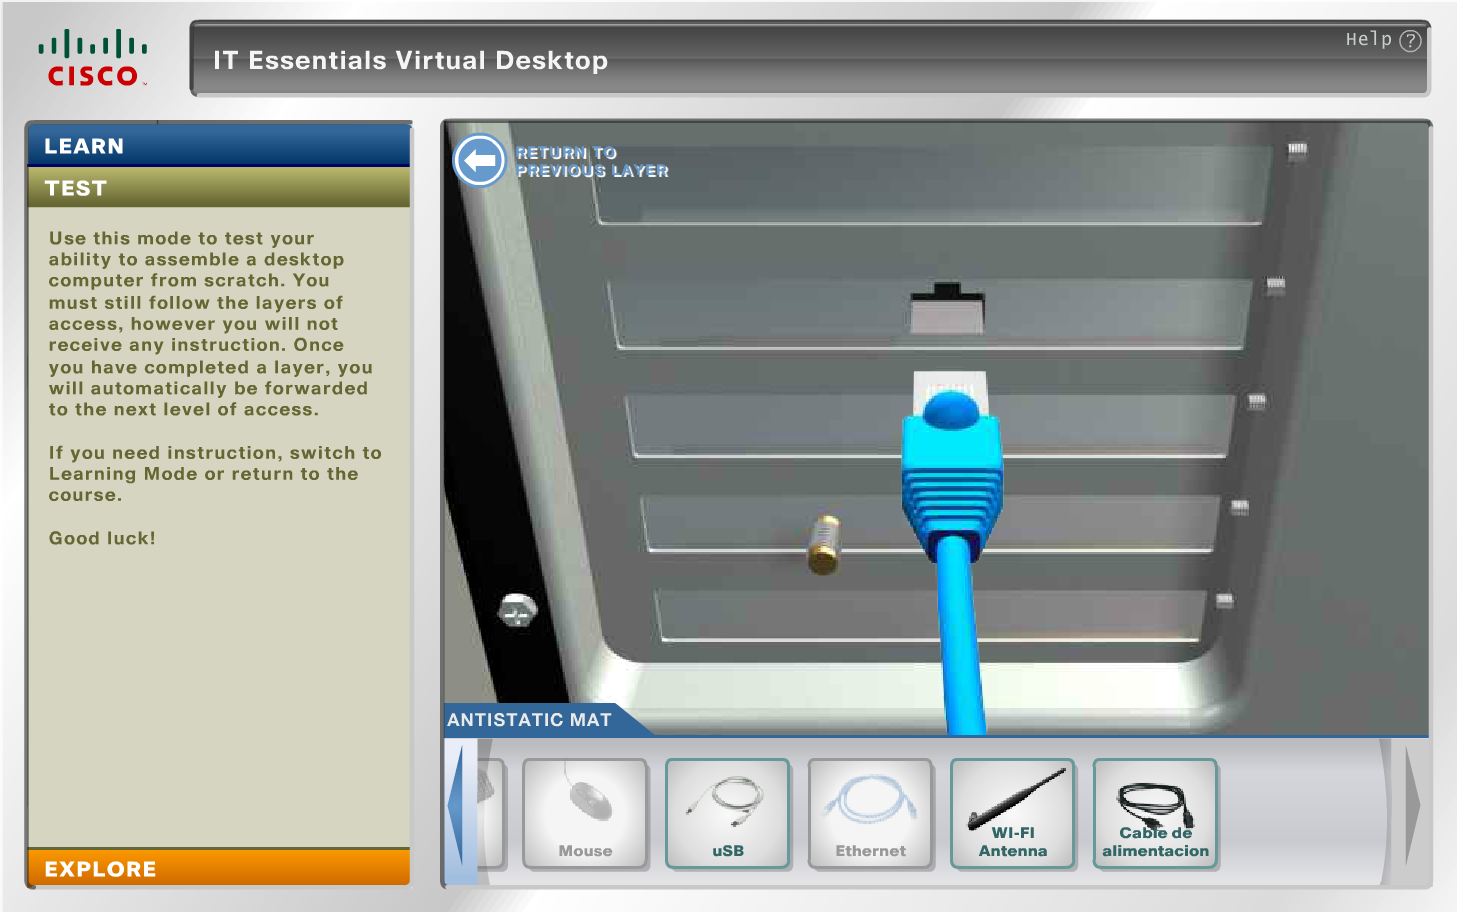 CISCO
IT Essentials Virtual Desktop
Help ?
LEARN
TEST
Use this mode to test your
ability to assemble a desktop
computer from scratch. You
must still follow the layers of
access, however you will not
receive any instruction. Once
you have completed a layer, you
will automatically be forwarded
to the next level of access.
If you need instruction, switch to
Learning Mode or return to the
course.
Good luck!
EXPLORE
RETURN TO
PREVIOUS LAYER
ANTISTATIC MAT
Mouse
uSB
Ethernet
WI-FI
Antenna
Cable de
alimentacion